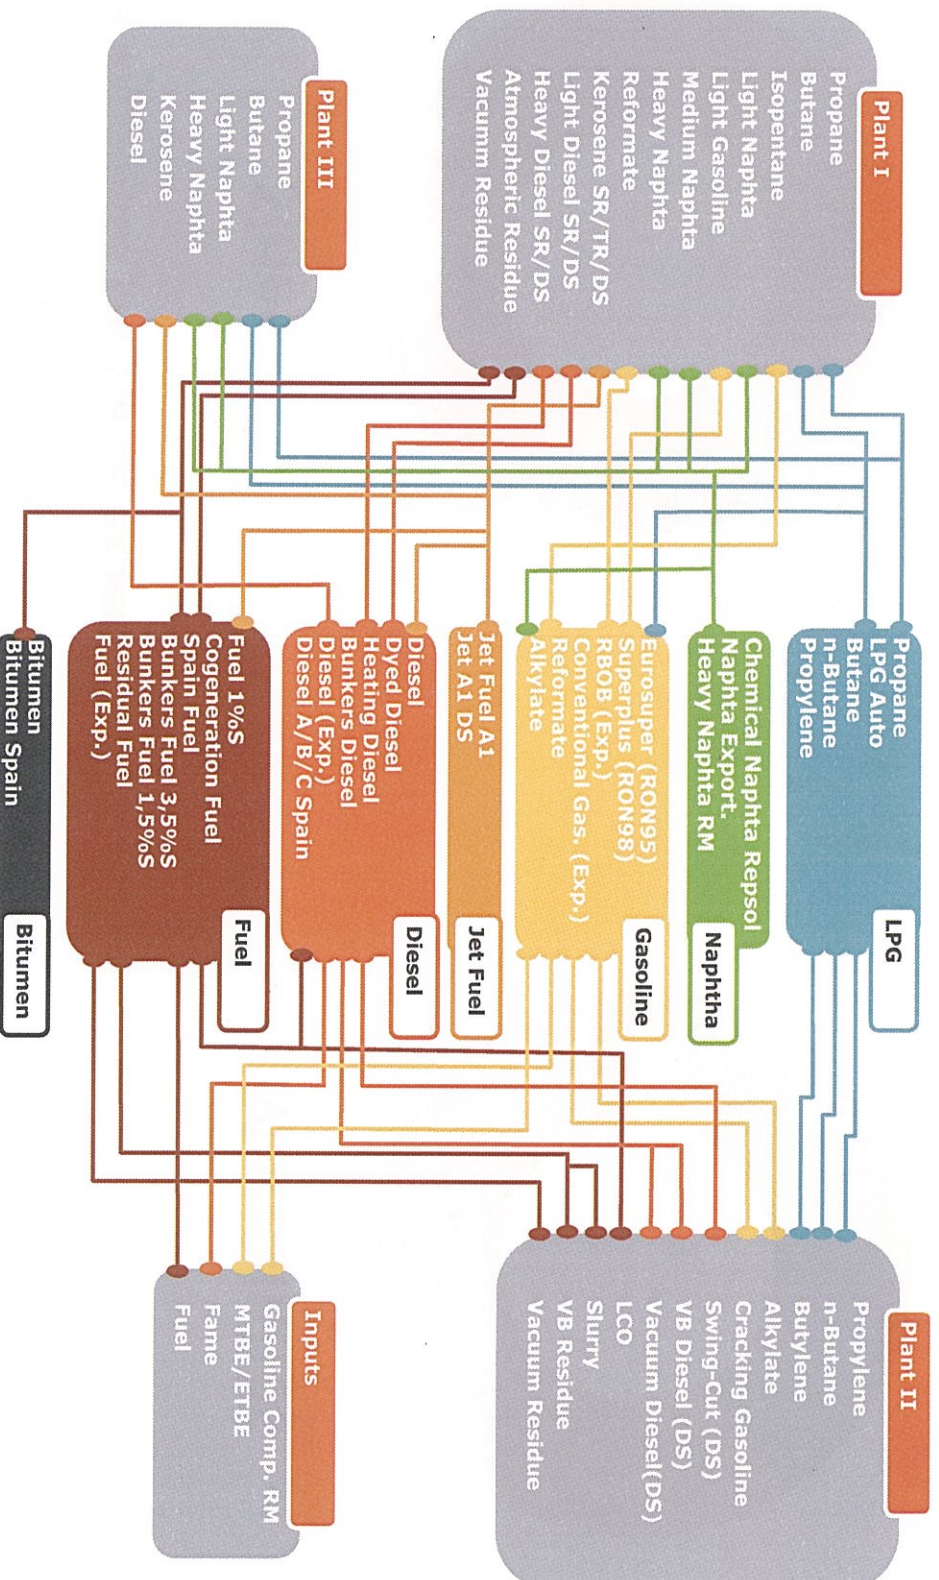 Plant I
Propane
Butane
Isopentane
Light Naphta
Light Gasoline
Medium Naphta
Heavy Naphta
Reformate
Kerosene SR/TR/DS
Light Diesel SR/DS
Heavy Diesel SR/DS
Atmospheric Residue
Vacumm Residue
Plant III
Propane
Butane
Light Naphta
Heavy Naphta
Kerosene
Diesel
LPG
Propane
LPG Auto
Butane
n-Butane
Propylene
Naphtha
Chemical Naphta Repsol
Naphta Export.
Heavy Naphta RM
Gasoline
Eurosuper (RON95)
Superplus (RON98)
RBOB (Exp.)
Conventional Gas. (Exp.)
Reformate
Alkylate
Jet Fuel
Jet Fuel A1
Jet A1 DS
Diesel
Diesel
Dyed Diesel
Heating Diesel
Bunkers Diesel
Diesel (Exp.)
Diesel A/B/C Spain
Fuel
Fuel 1%S
Cogeneration Fuel
Spain Fuel
Bunkers Fuel 3,5%S
Bunkers Fuel 1,5%S
Residual Fuel
Fuel (Exp.)
Bitumen
Bitumen
Bitumen Spain
Plant II
Propylene
n-Butane
Butylene
Alkylate
Cracking Gasoline
Swing-Cut (DS)
VB Diesel (DS)
Vacuum Diesel(DS)
LCO
Slurry
VB Residue
Vacuum Residue
Inputs
Gasoline Comp. RM
MTBE/ETBE
Fame
Fuel